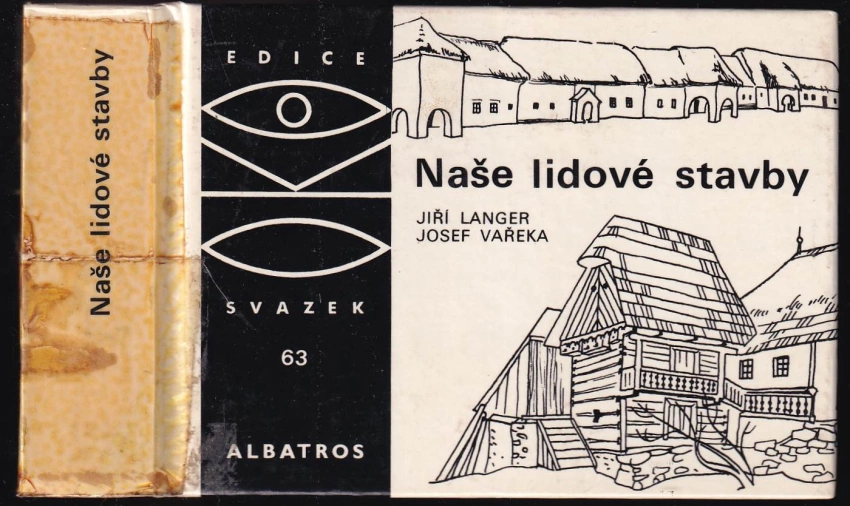 Naše lidové stavby
EDICE
SVAZEK
63
ALBATROS
Naše lidové stavby
JIŘÍ LANGER
JOSEF VAŘEKA